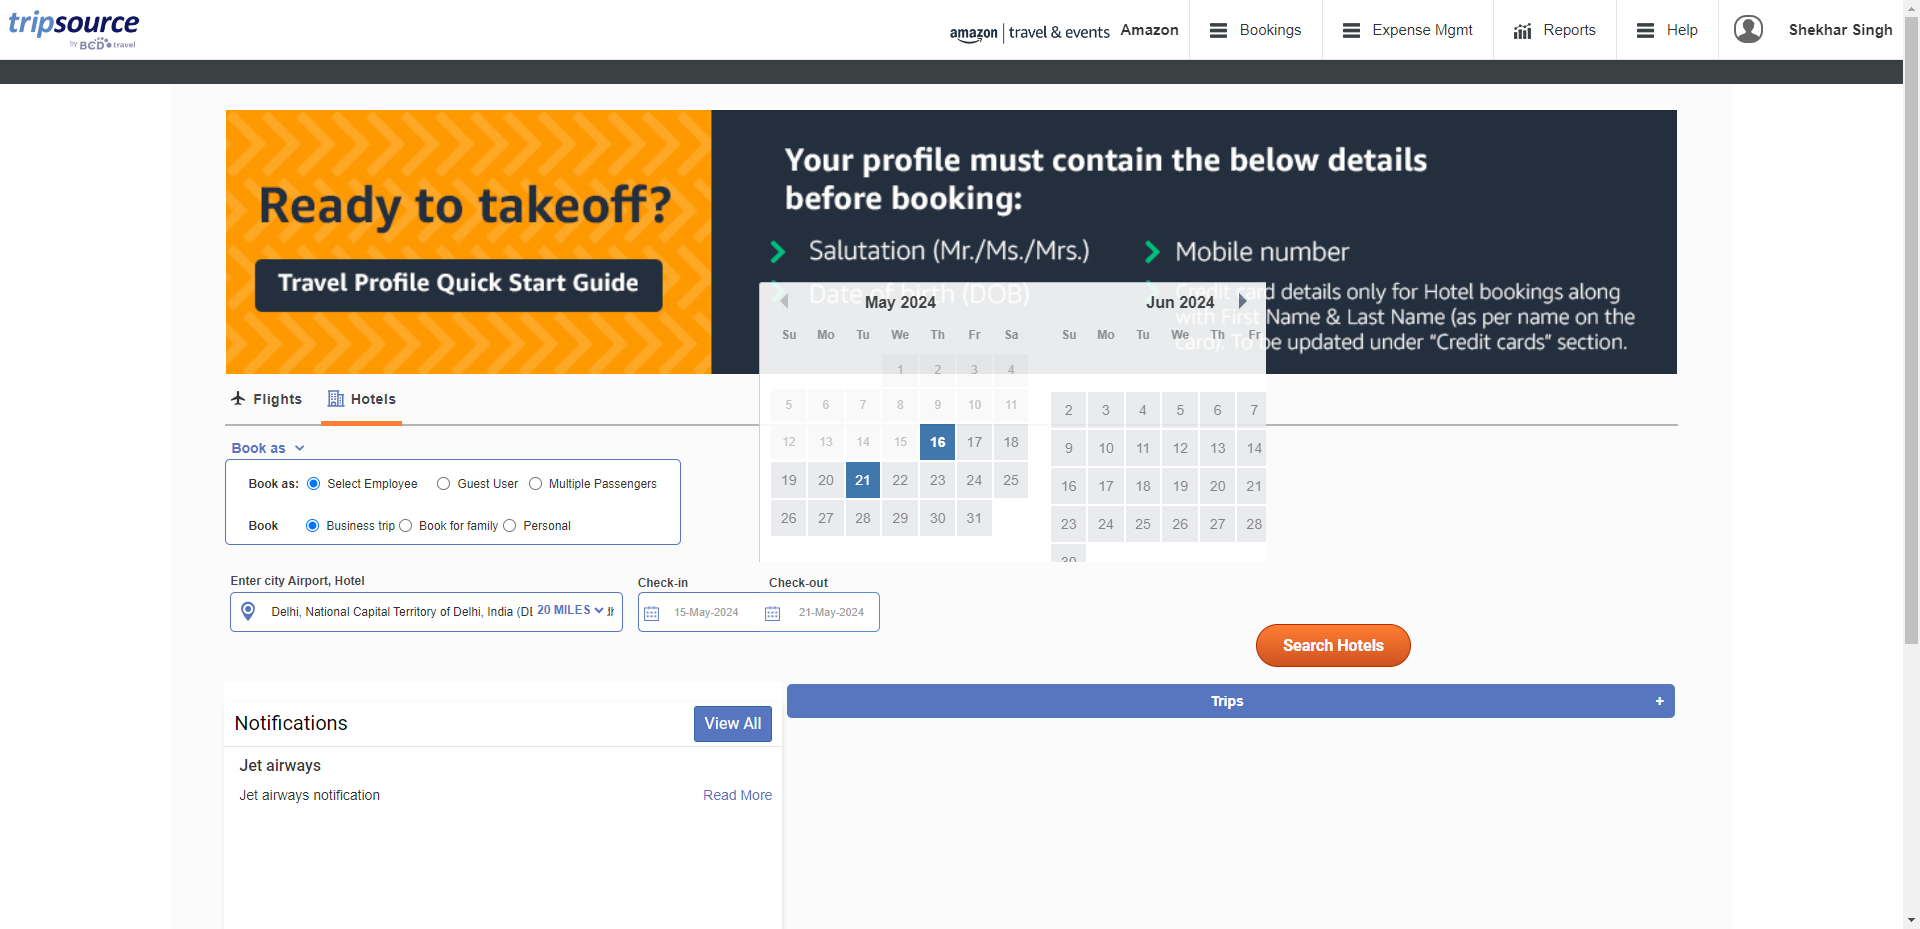 tripsource
by BCD travel
amazon | travel & events Amazon
Bookings
Expense Mgmt
Reports
Help
Shekhar Singh
Ready to takeoff?
Travel Profile Quick Start Guide
Your profile must contain the below details
before booking:
Salutation (Mr./Ms./Mrs.)
Mobile number
Date of birth (DOB)
Credit card details only for Hotel bookings along
with First Name & Last Name (as per name on the
card). To be updated under "Credit cards" section.
May 2024
Su Mo Tu We Th Fr Sa
1 2 3 4
5 6 7 8 9 10 11
12 13 14 15 16 17 18
19 20 21 22 23 24 25
26 27 28 29 30 31
Jun 2024
Su Mo Tu We Th Fr
2 3 4 5 6 7
9 10 11 12 13 14
16 17 18 19 20 21
23 24 25 26 27 28
30
Flights
Hotels
Book as
Book as: Select Employee Guest User Multiple Passengers
Book Business trip Book for family Personal
Enter city Airport, Hotel
Delhi, National Capital Territory of Delhi, India (DE 20 MILES
Check-in
15-May-2024
Check-out
21-May-2024
Search Hotels
Notifications
View All
Jet airways
Jet airways notification
Read More
Trips +